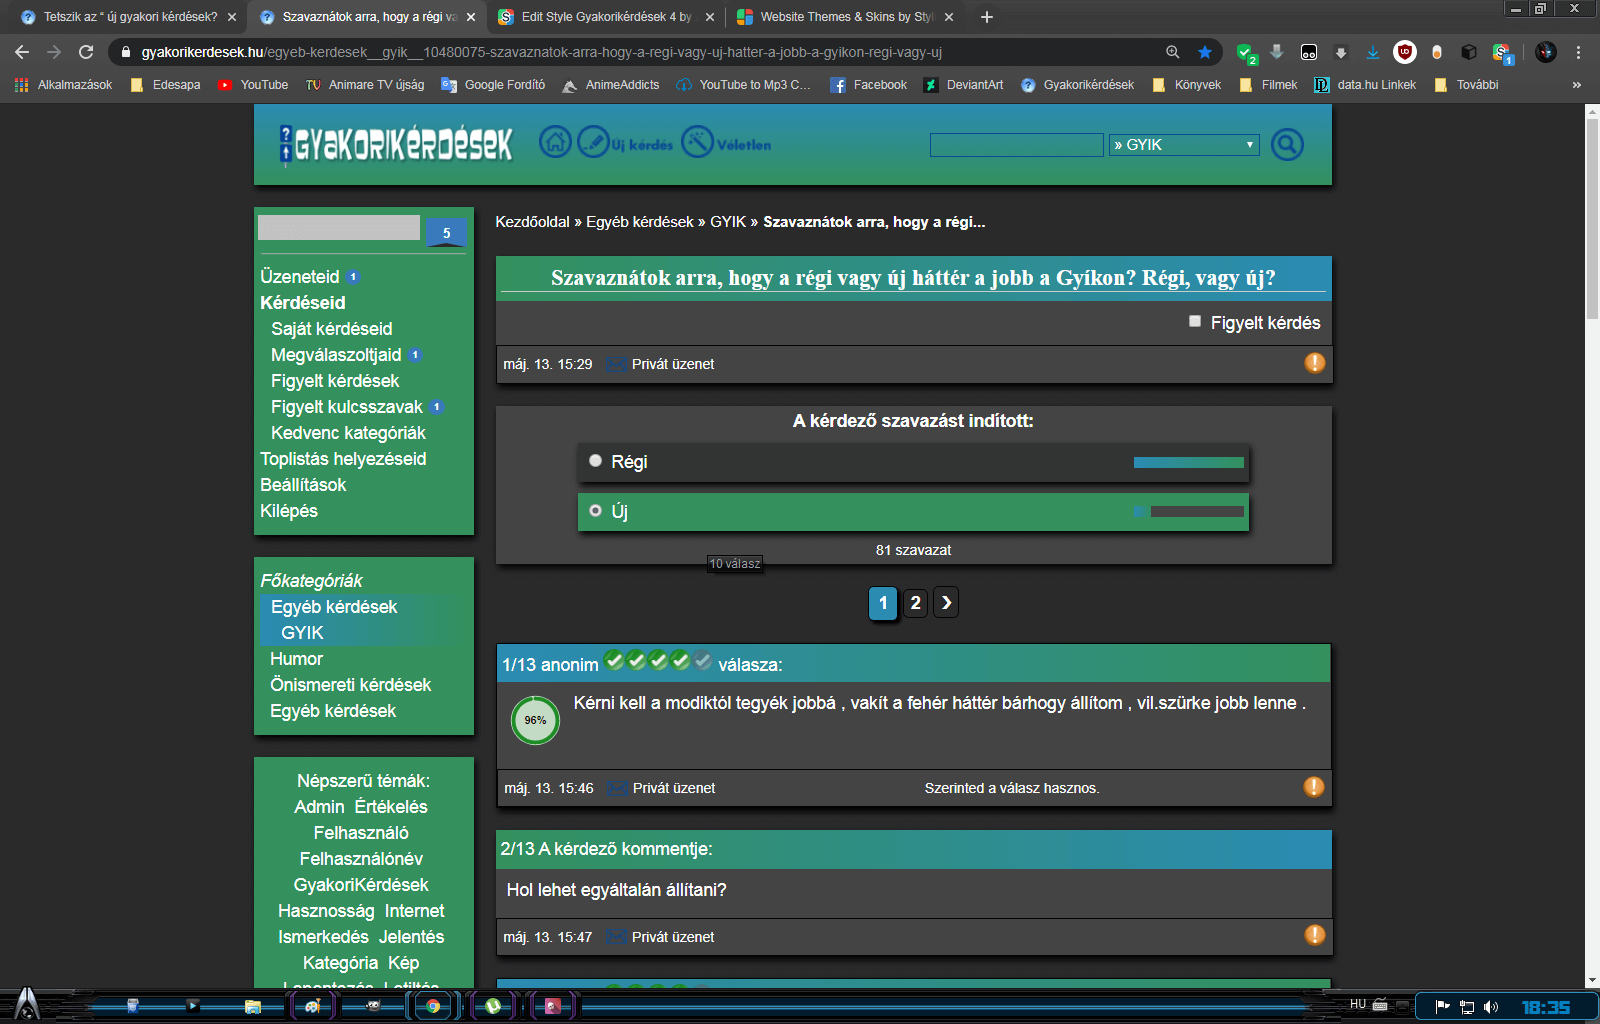 Tetszik az " új gyakori kérdések?
Szavaznátok arra, hogy a régi va
Edit Style Gyakorikérdések 4 by
Website Themes & Skins by Styli
gyakorikerdesek.hu/egyeb-kerdesek__gyik__10480075-szavaznatok-arra-hogy-a-regi-vagy-uj-hatter-a-jobb-a-gyikon-regi-vagy-uj
2
1
Alkalmazások
Edesapa
YouTube
Animare TV újság
Google Fordító
AnimeAddicts
YouTube to Mp3 C...
Facebook
DeviantArt
Gyakorikérdések
Könyvek
Filmek
data.hu Linkek
További
»
GYAKORIKÉRDÉSEK
Új kérdés
Véletlen
» GYIK
5
Üzeneteid 1
Kérdéseid
Saját kérdéseid
Megválaszoltjaid 1
Figyelt kérdések
Figyelt kulcsszavak 1
Kedvenc kategóriák
Toplistás helyezéseid
Beállítások
Kilépés
Főkategóriák
Egyéb kérdések
GYIK
Humor
Önismereti kérdések
Egyéb kérdések
Népszerű témák:
Admin Értékelés
Felhasználó
Felhasználónév
GyakoriKérdések
Hasznosság Internet
Ismerkedés Jelentés
Kategória Kép
Lepontozás Letiltás
Kezdőoldal » Egyéb kérdések » GYIK » Szavaznátok arra, hogy a régi...
Szavaznátok arra, hogy a régi vagy új háttér a jobb a Gyíkon? Régi, vagy új?
Figyelt kérdés
máj. 13. 15:29 Privát üzenet
A kérdező szavazást indított:
Régi
Új
81 szavazat
10 válasz
1 2 ❯
1/13 anonim válasza:
96%
Kérni kell a modiktól tegyék jobbá , vakít a fehér háttér bárhogy állítom , vil.szürke jobb lenne .
máj. 13. 15:46 Privát üzenet Szerinted a válasz hasznos.
2/13 A kérdező kommentje:
Hol lehet egyáltalán állítani?
máj. 13. 15:47 Privát üzenet
HU
18:35